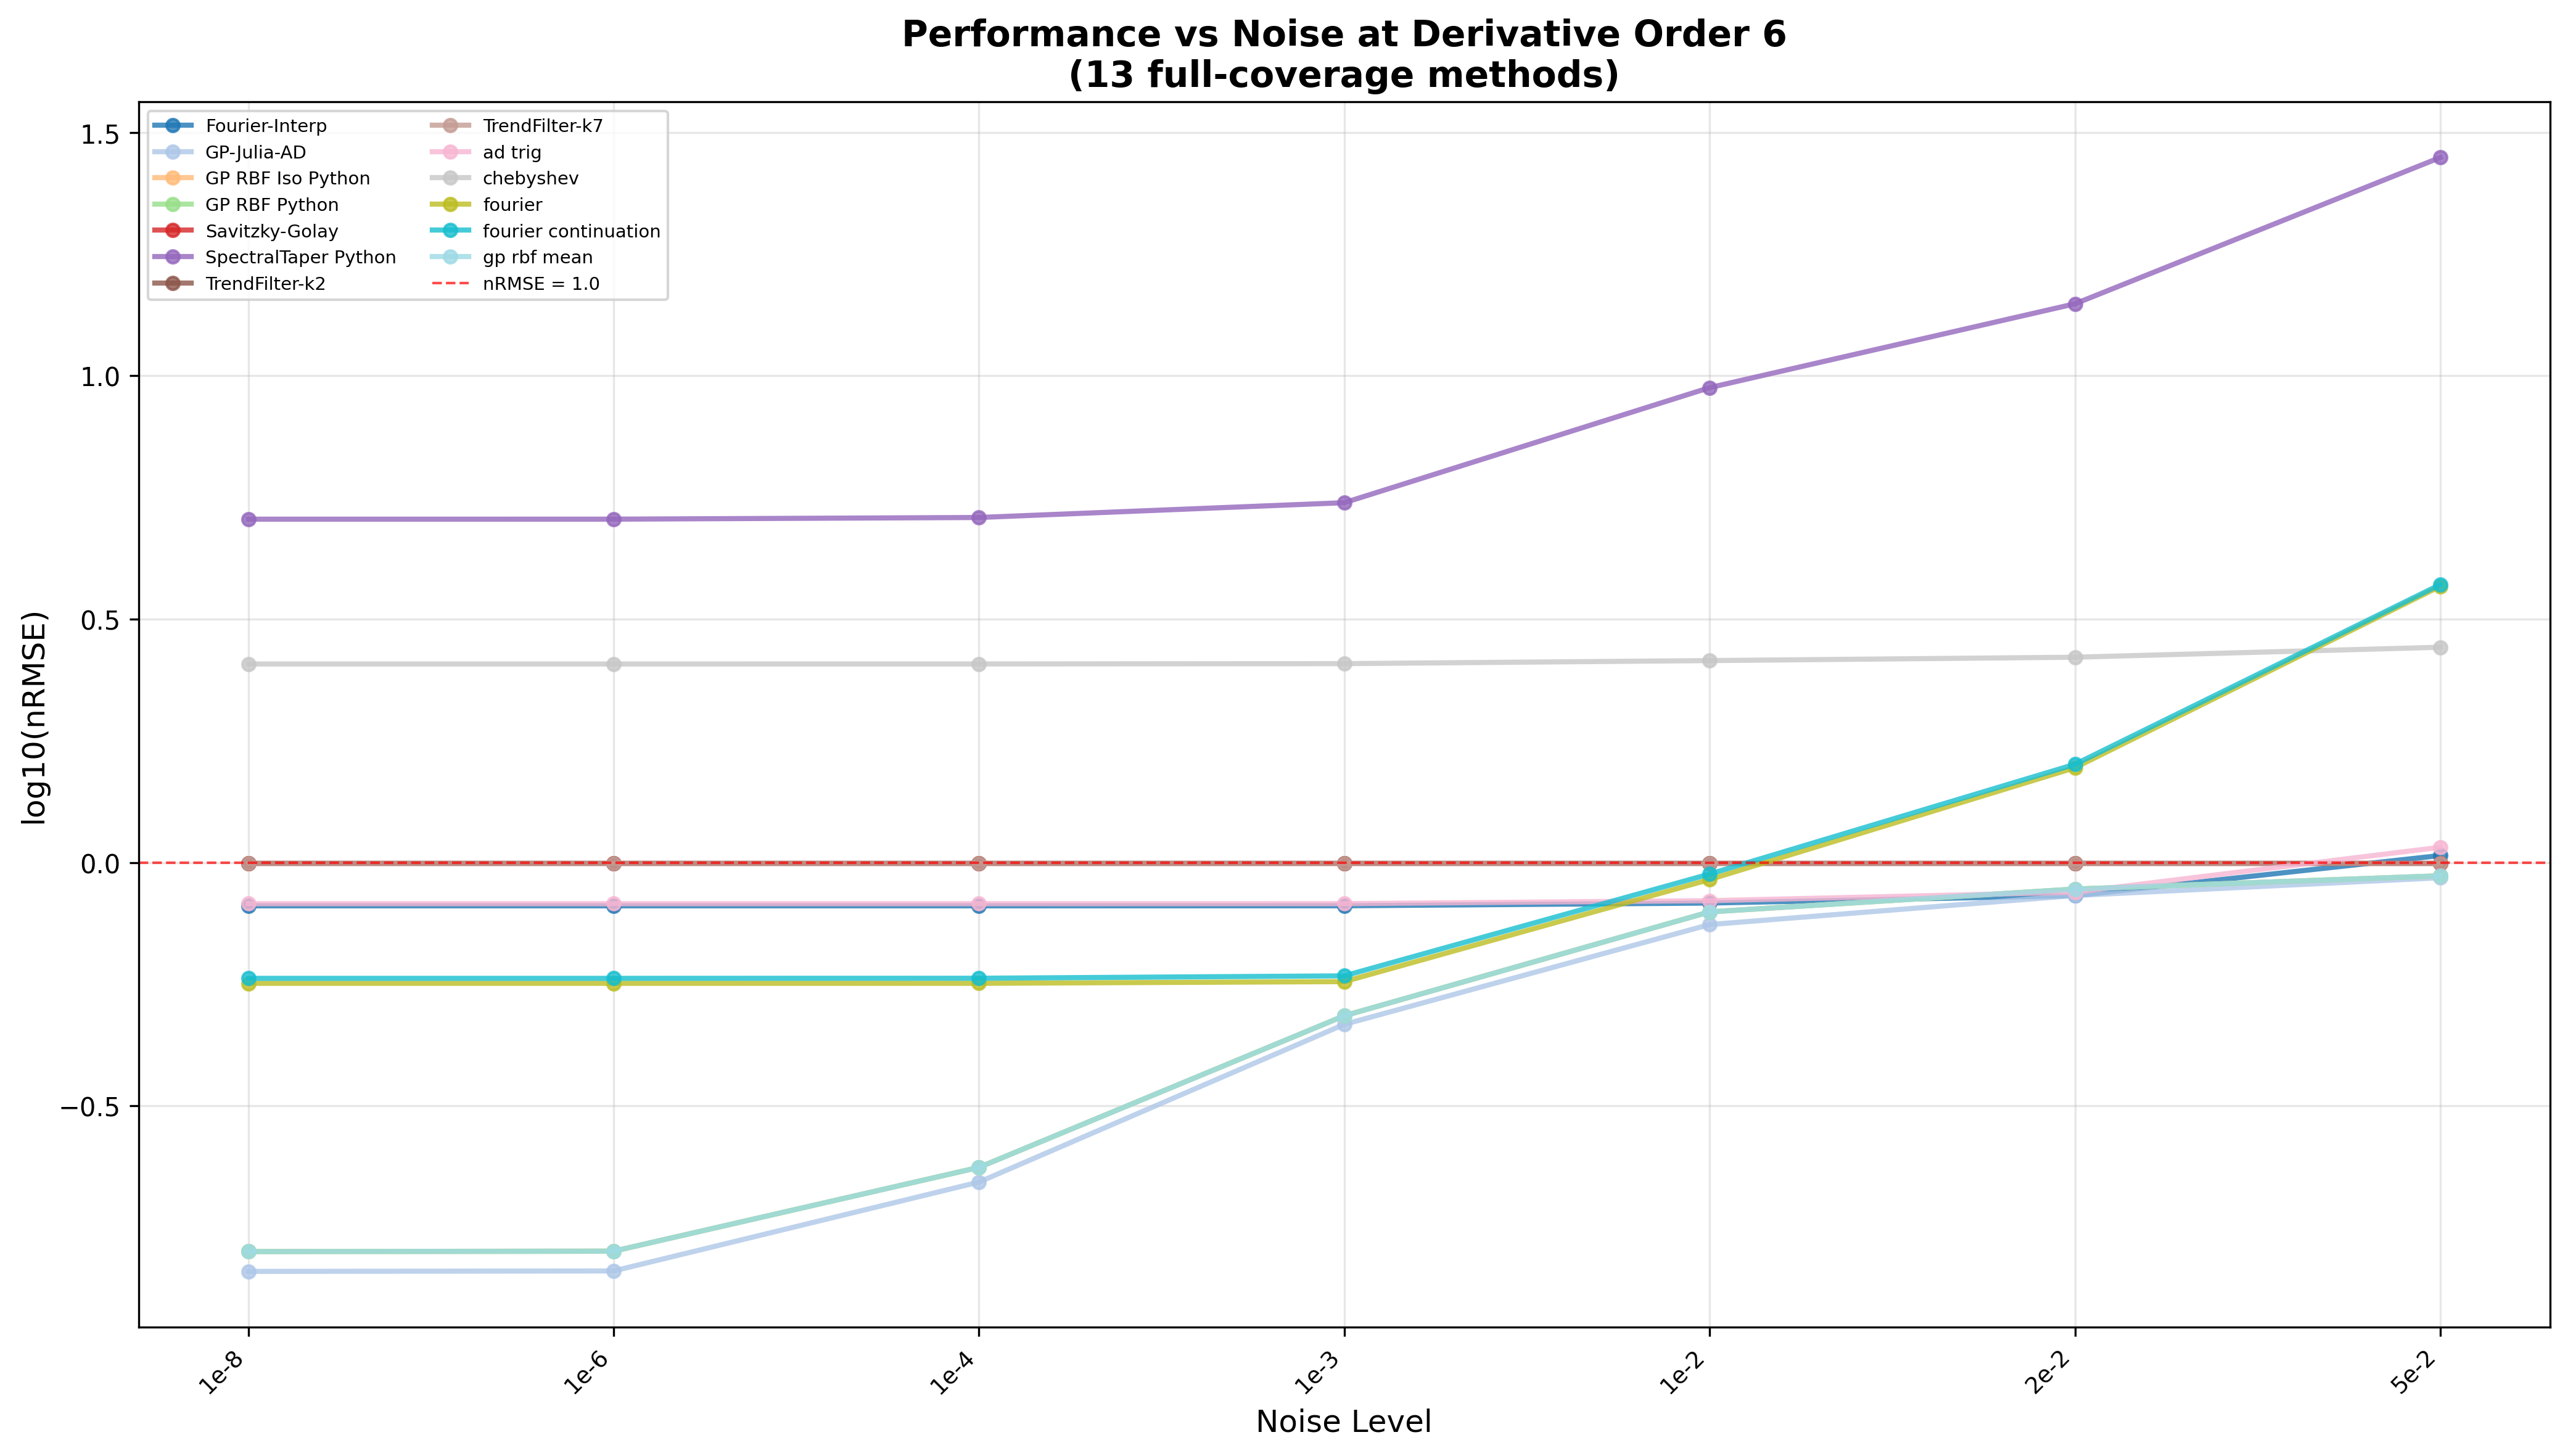 Performance vs Noise at Derivative Order 6
(13 full-coverage methods)
Fourier-Interp
GP-Julia-AD
GP RBF Iso Python
GP RBF Python
Savitzky-Golay
SpectralTaper Python
TrendFilter-k2
TrendFilter-k7
ad trig
chebyshev
fourier
fourier continuation
gp rbf mean
nRMSE = 1.0
log10(nRMSE)
1.5
1.0
0.5
0.0
−0.5
1e-8
1e-6
1e-4
1e-3
1e-2
2e-2
5e-2
Noise Level